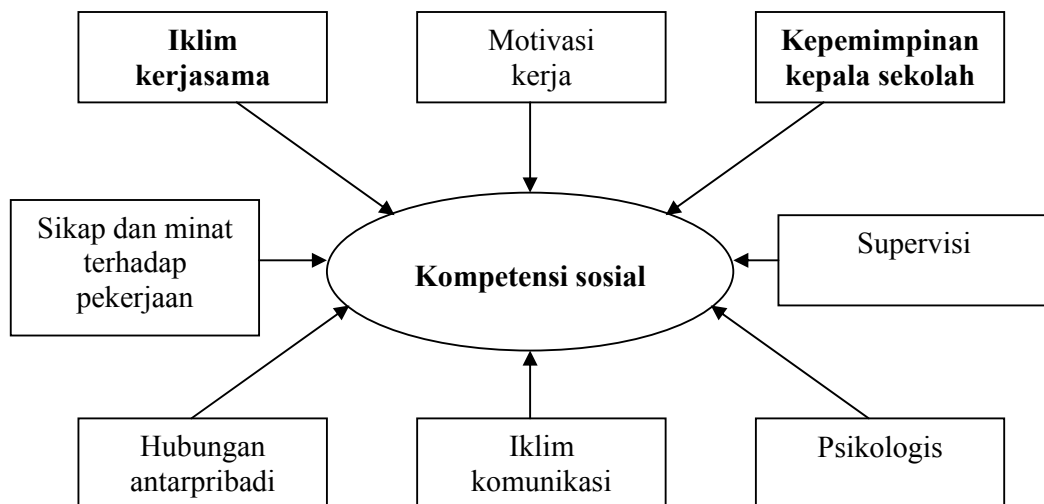 Iklim
kerjasama
Motivasi
kerja
Kepemimpinan
kepala sekolah
Sikap dan minat
terhadap
pekerjaan
Kompetensi sosial
Supervisi
Hubungan
antarpribadi
Iklim
komunikasi
Psikologis